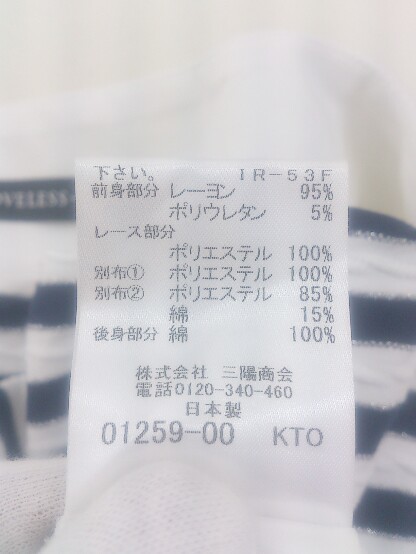 下さい。 IR-53F
前身部分 レーヨン 95%
ポリウレタン 5%
レース部分
ポリエステル 100%
別布① ポリエステル 100%
別布② ポリエステル 85%
綿 15%
後身部分 綿 100%
株式会社 三陽商会
電話0120-340-460
日本製
01259-00 KTO
VELESS